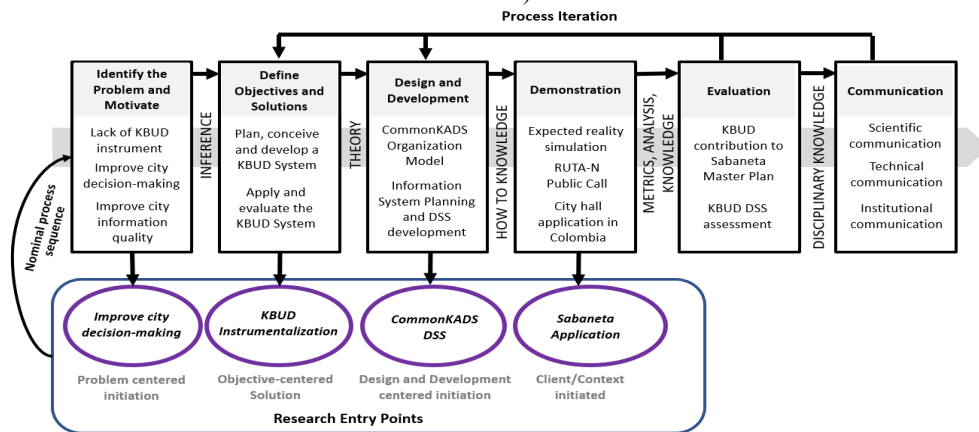 )
Process Iteration
Identify the
Problem and
Motivate
Lack of KBUD
instrument
Improve city
decision-making
Improve city
information
quality
INFERENCE
Define
Objectives and
Solutions
Plan, conceive
and develop a
KBUD System
Apply and
evaluate the
KBUD System
THEORY
Design and
Development
CommonKADS
Organization
Model
Information
System Planning
and DSS
development
HOW TO KNOWLEDGE
Demonstration
Expected reality
simulation
RUTA-N
Public Call
City hall
application in
Colombia
METRICS, ANALYSIS,
KNOWLEDGE
Evaluation
KBUD
contribution to
Sabaneta
Master Plan
KBUD DSS
assessment
DISCIPLINARY KNOWLEDGE
Communication
Scientific
communication
Technical
communication
Institutional
communication
Nominal process
sequence
Improve city
decision-making
KBUD
Instrumentalization
CommonKADS
DSS
Sabaneta
Application
Problem centered
initiation
Objective-centered
Solution
Design and Development
centered initiation
Client/Context
initiated
Research Entry Points